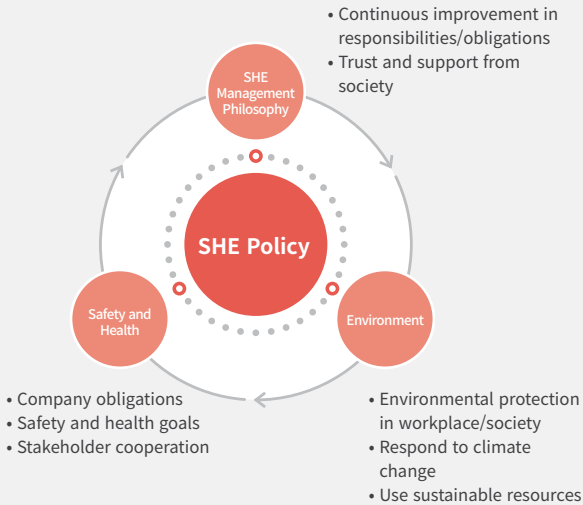 • Continuous improvement in
responsibilities/obligations
• Trust and support from
society
SHE
Management
Philosophy
SHE Policy
Safety and
Health
Environment
• Company obligations
• Safety and health goals
• Stakeholder cooperation
• Environmental protection
in workplace/society
• Respond to climate
change
• Use sustainable resources